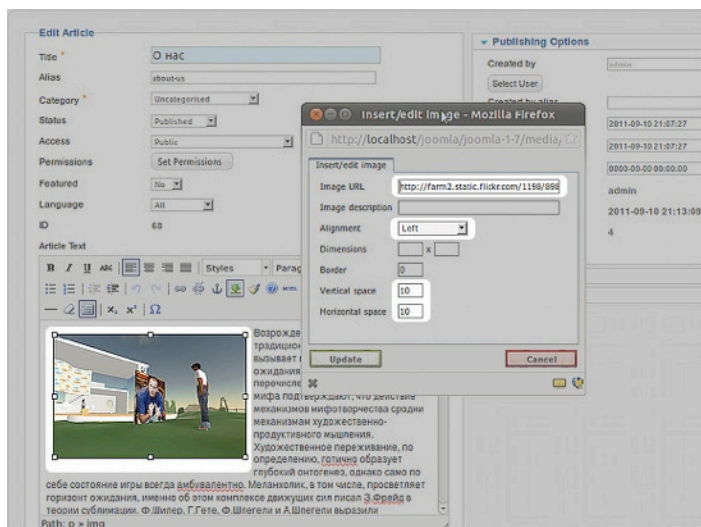 Edit Article
Title *
О нас
Alias
about-us
Category *
Uncategorised
Status
Published
Access
Public
Permissions
Set Permissions
Featured
No
Language
All
ID
68
Article Text
B I U ABC
Styles
Parag
HTML
Возрожде
традицион
вызывает
ожидания
перечисле
мифа подтверждают, что действие
механизмов мифотворчества сродни
механизмам художественно-
продуктивного мышления.
Художественное переживание, по
определению, готично образует
глубокий онтогенез, однако само по
себе состояние игры всегда амбивалентно. Меланхолик, в том числе, просветляет
горизонт ожидания, именно об этом комплексе движущих сил писал З.Фрейд в
теории сублимации. Ф.Шилер, Г.Гете, Ф.Шлегели и А.Шлегели выразили
Path: p » img
Insert/edit image - Mozilla Firefox
http://localhost/joomla/joomla-1-7/media/
Insert/edit image
Image URL
http://farm2.static.flickr.com/1198/898
Image description
Alignment
Left
Dimensions
x
Border
0
Vertical space
10
Horizontal space
10
Update
Cancel
Publishing Options
Created by
admin
Select User
Created by alias
2011-09-10 21:07:27
2011-09-10 21:07:27
0000-00-00 00:00:00
admin
2011-09-10 21:13:09
4